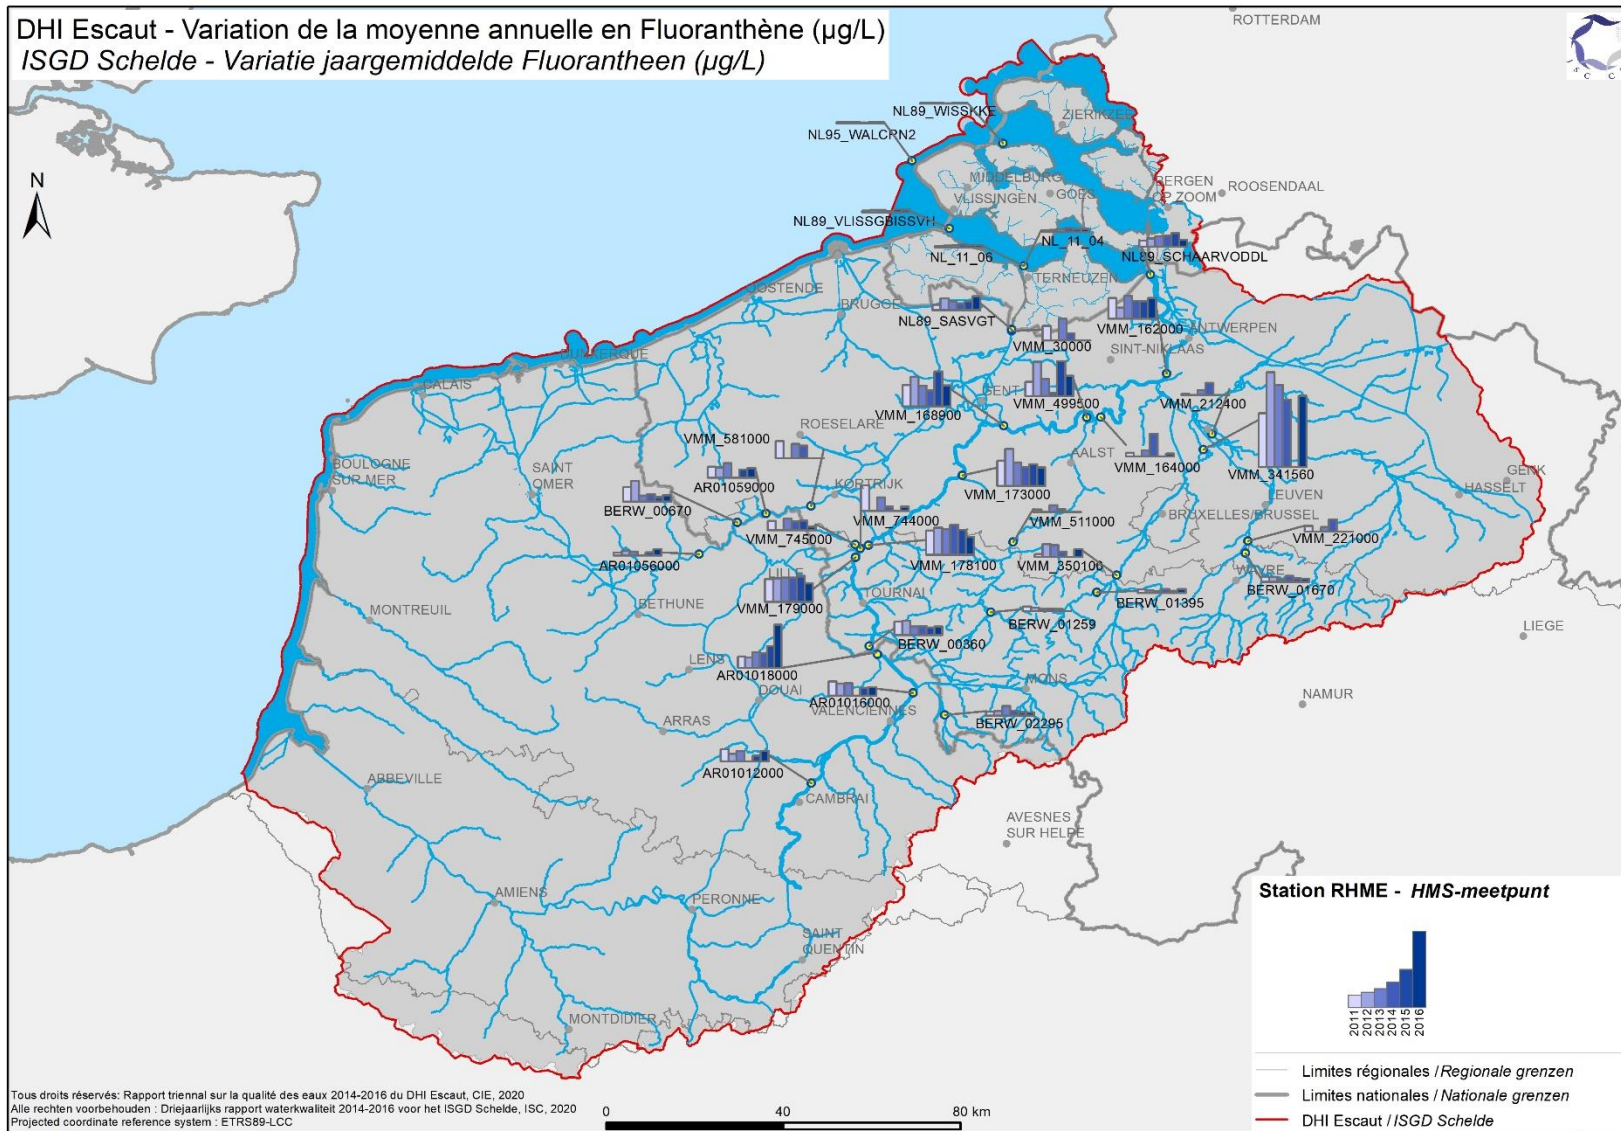 DHI Escaut - Variation de la moyenne annuelle en Fluoranthène (µg/L)
ISGD Schelde - Variatie jaargemiddelde Fluorantheen (µg/L)
ROTTERDAM
N
NL89_WISSKKE
ZIERIKZEE
NL95_WALCRN2
MIDDELBURG
GOES
BERGEN
OP ZOOM
ROOSENDAAL
VLISSINGEN
NL89_VLISSGBISSVH
NL_11_04
NL_11_06
NL89_SCHAARVODDL
TERNEUZEN
OOSTENDE
BRUGGE
NL89_SASVGT
VMM_30000
VMM_162000
ANTWERPEN
SINT-NIKLAAS
DUNKERQUE
CALAIS
GENT
VMM_168900
VMM_499500
VMM_212400
ROESELARE
VMM_581000
AALST
VMM_164000
VMM_341560
GENK
HASSELT
BOULOGNE
SUR MER
SAINT
OMER
AR01059000
KORTRIJK
VMM_173000
LEUVEN
BERW_00670
VMM_744000
VMM_511000
BRUXELLES/BRUSSEL
VMM_745000
VMM_221000
AR01056000
VMM_178100
VMM_350100
LILLE
WAVRE
BERW_01670
VMM_179000
TOURNAI
BERW_01395
MONTREUIL
BETHUNE
BERW_01259
LIEGE
BERW_00360
AR01018000
LENS
DOUAI
AR01016000
MONS
NAMUR
VALENCIENNES
BERW_02295
ARRAS
AR01012000
ABBEVILLE
CAMBRAI
AVESNES
SUR HELPE
AMIENS
PERONNE
SAINT
QUENTIN
MONTDIDIER
Station RHME - HMS-meetpunt
2011
2012
2013
2014
2015
2016
Limites régionales / Regionale grenzen
Limites nationales / Nationale grenzen
DHI Escaut / ISGD Schelde
Tous droits réservés: Rapport triennal sur la qualité des eaux 2014-2016 du DHI Escaut, CIE, 2020
Alle rechten voorbehouden : Driejaarlijks rapport waterkwaliteit 2014-2016 voor het ISGD Schelde, ISC, 2020
Projected coordinate reference system : ETRS89-LCC
0 40 80 km